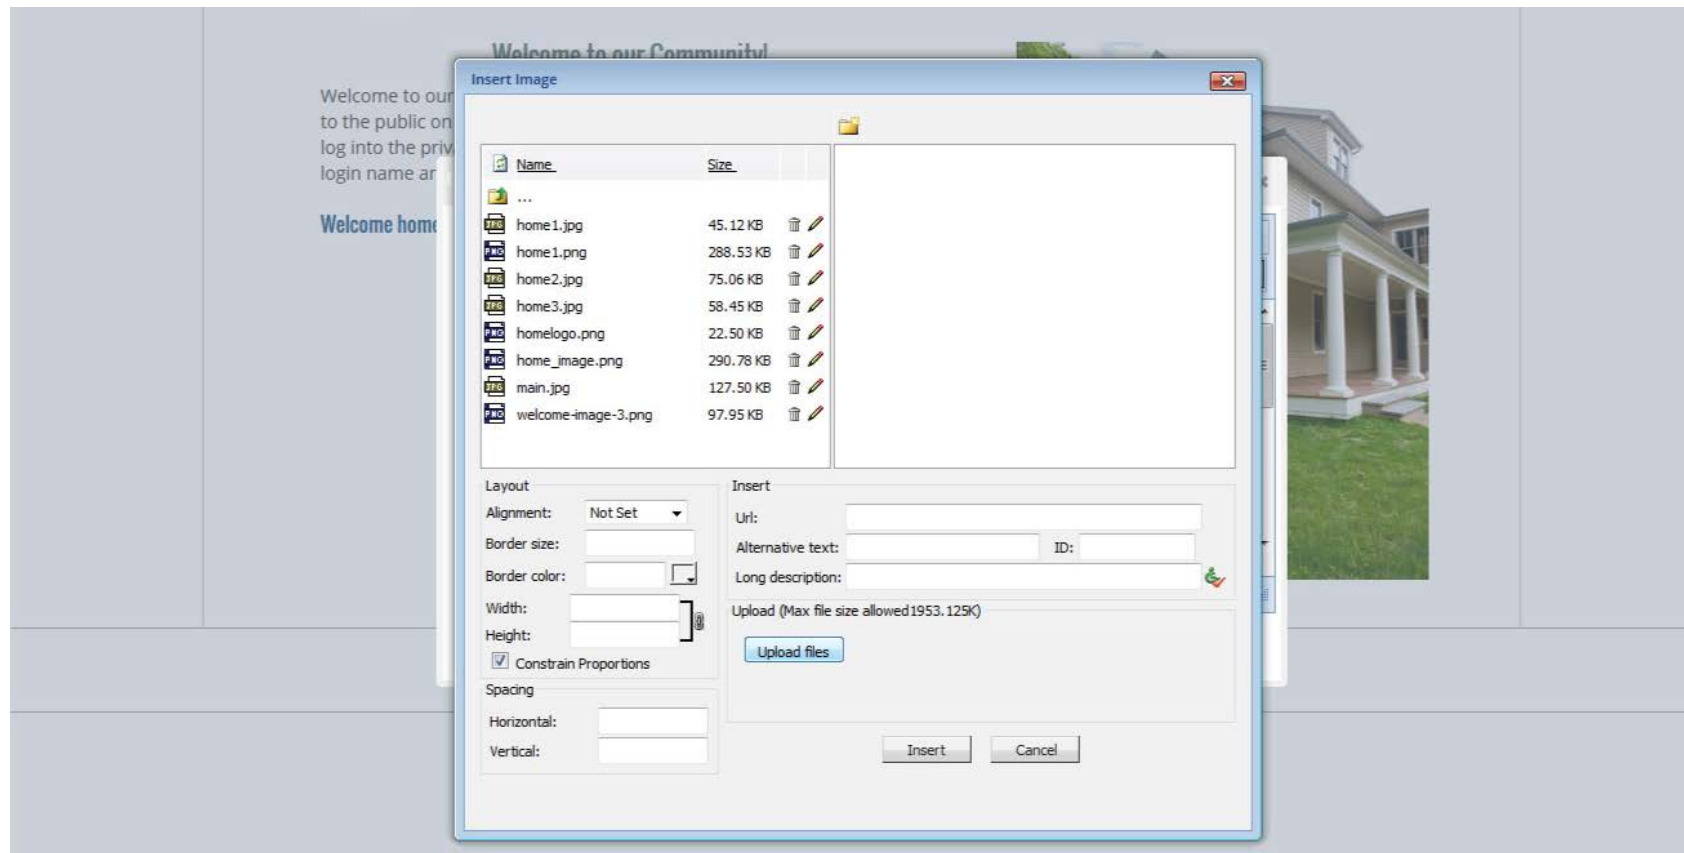 Welcome to our Community!
Insert Image
Welcome to our
to the public on
log into the priv
login name an
Welcome home
Name Size
...
home1.jpg 45.12 KB
home1.png 288.53 KB
home2.jpg 75.06 KB
home3.jpg 58.45 KB
homelogo.png 22.50 KB
home_image.png 290.78 KB
main.jpg 127.50 KB
welcome-image-3.png 97.95 KB
Layout
Alignment: Not Set
Border size:
Border color:
Width:
Height:
Constrain Proportions
Spacing
Horizontal:
Vertical:
Insert
Url:
Alternative text: ID:
Long description:
Upload (Max file size allowed1953.125K)
Upload files
Insert Cancel